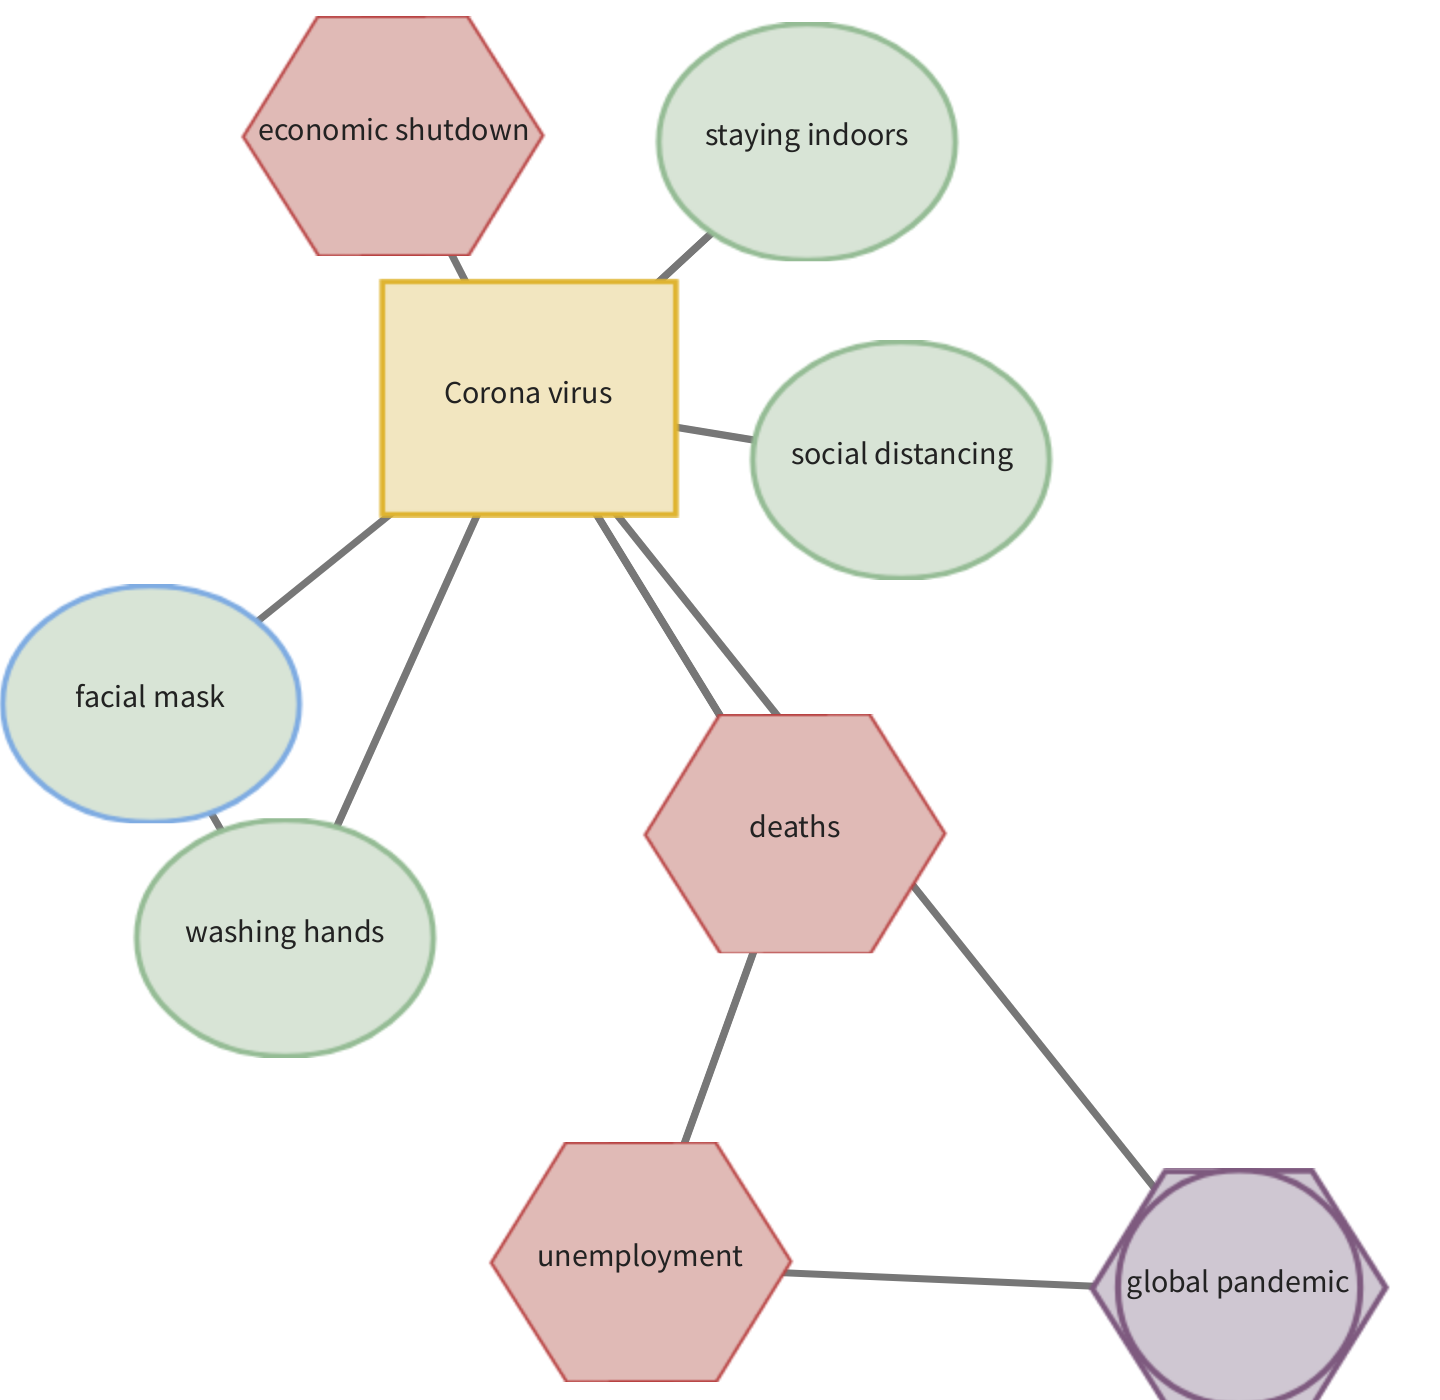 economic shutdown
staying indoors
Corona virus
social distancing
facial mask
deaths
washing hands
unemployment
global pandemic